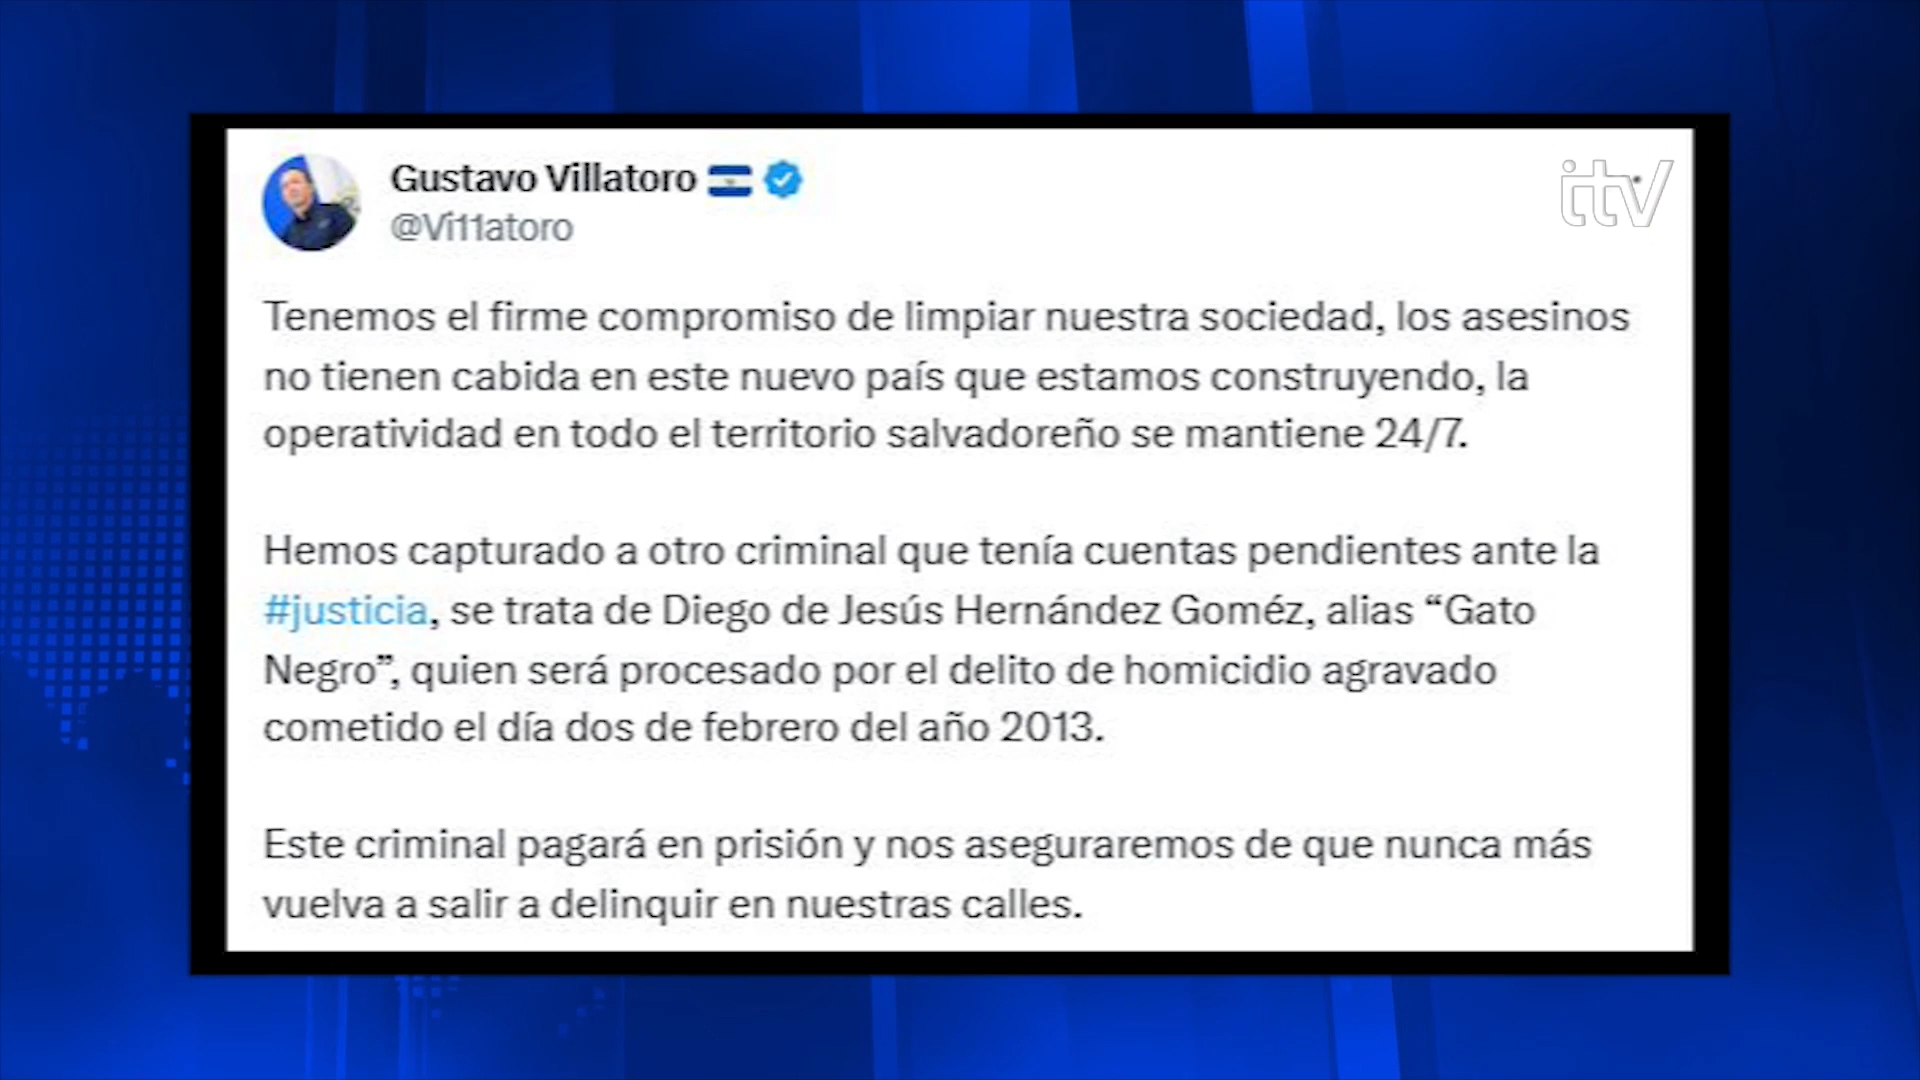 Gustavo Villatoro
@Vi11atoro
itv
Tenemos el firme compromiso de limpiar nuestra sociedad, los asesinos
no tienen cabida en este nuevo país que estamos construyendo, la
operatividad en todo el territorio salvadoreño se mantiene 24/7.
Hemos capturado a otro criminal que tenía cuentas pendientes ante la
#justicia, se trata de Diego de Jesús Hernández Goméz, alias “Gato
Negro”, quien será procesado por el delito de homicidio agravado
cometido el día dos de febrero del año 2013.
Este criminal pagará en prisión y nos aseguraremos de que nunca más
vuelva a salir a delinquir en nuestras calles.